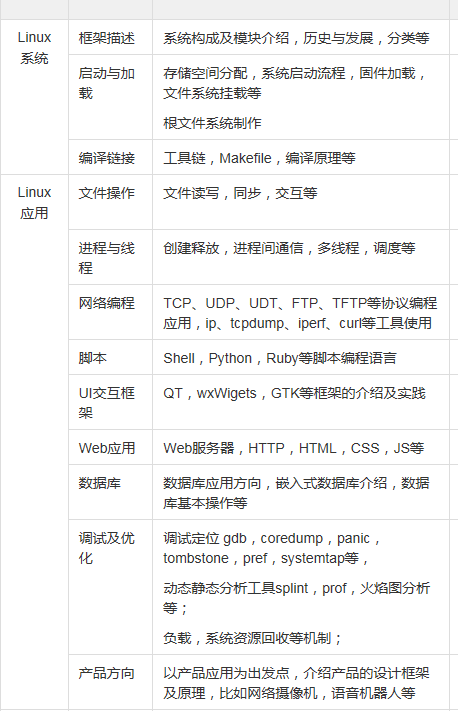 Linux
系统
框架描述
系统构成及模块介绍，历史与发展，分类等
启动与加
载
存储空间分配，系统启动流程，固件加载，
文件系统挂载等
根文件系统制作
编译链接
工具链，Makefile，编译原理等
Linux
应用
文件操作
文件读写，同步，交互等
进程与线
程
创建释放，进程间通信，多线程，调度等
网络编程
TCP、UDP、UDT、FTP、TFTP等协议编程
应用，ip、tcpdump、iperf、curl等工具使用
脚本
Shell，Python，Ruby等脚本编程语言
UI交互框
架
QT，wxWigets，GTK等框架的介绍及实践
Web应用
Web服务器，HTTP，HTML，CSS，JS等
数据库
数据库应用方向，嵌入式数据库介绍，数据
库基本操作等
调试及优
化
调试定位 gdb，coredump，panic，
tombstone，pref，systemtap等，
动态静态分析工具splint，prof，火焰图分析
等；
负载，系统资源回收等机制；
产品方向
以产品应用为出发点，介绍产品的设计框架
及原理，比如网络摄像机，语音机器人等